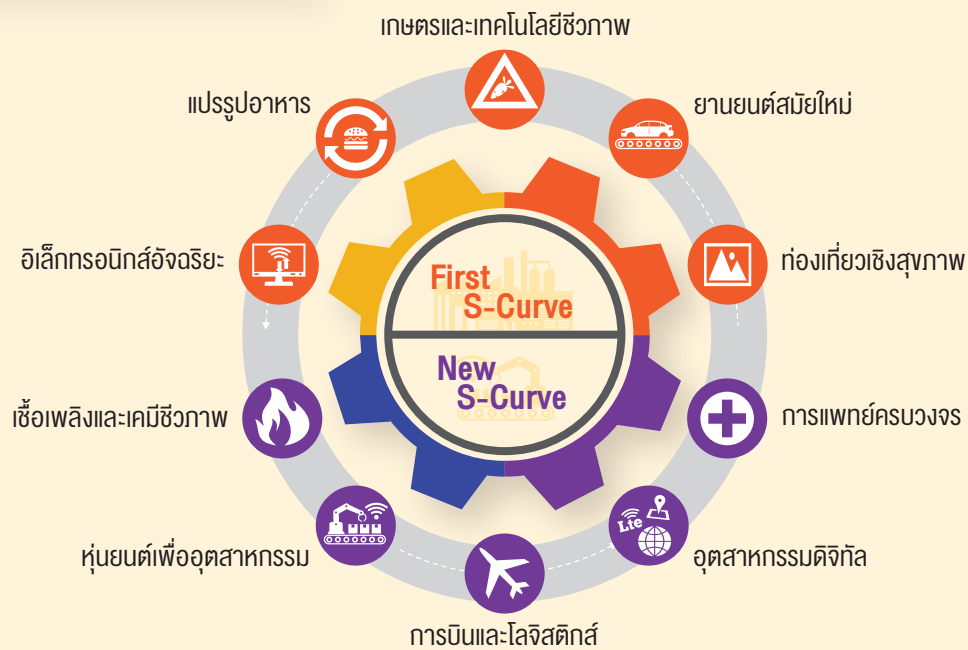 เกษตรและเทคโนโลยีชีวภาพ
แปรรูปอาหาร
ยานยนต์สมัยใหม่
อิเล็กทรอนิกส์อัจฉริยะ
ท่องเที่ยวเชิงสุขภาพ
First
S-Curve
New
S-Curve
เชื้อเพลิงและเคมีชีวภาพ
การแพทย์ครบวงจร
Lte
หุ่นยนต์เพื่ออุตสาหกรรม
อุตสาหกรรมดิจิทัล
การบินและโลจิสติกส์